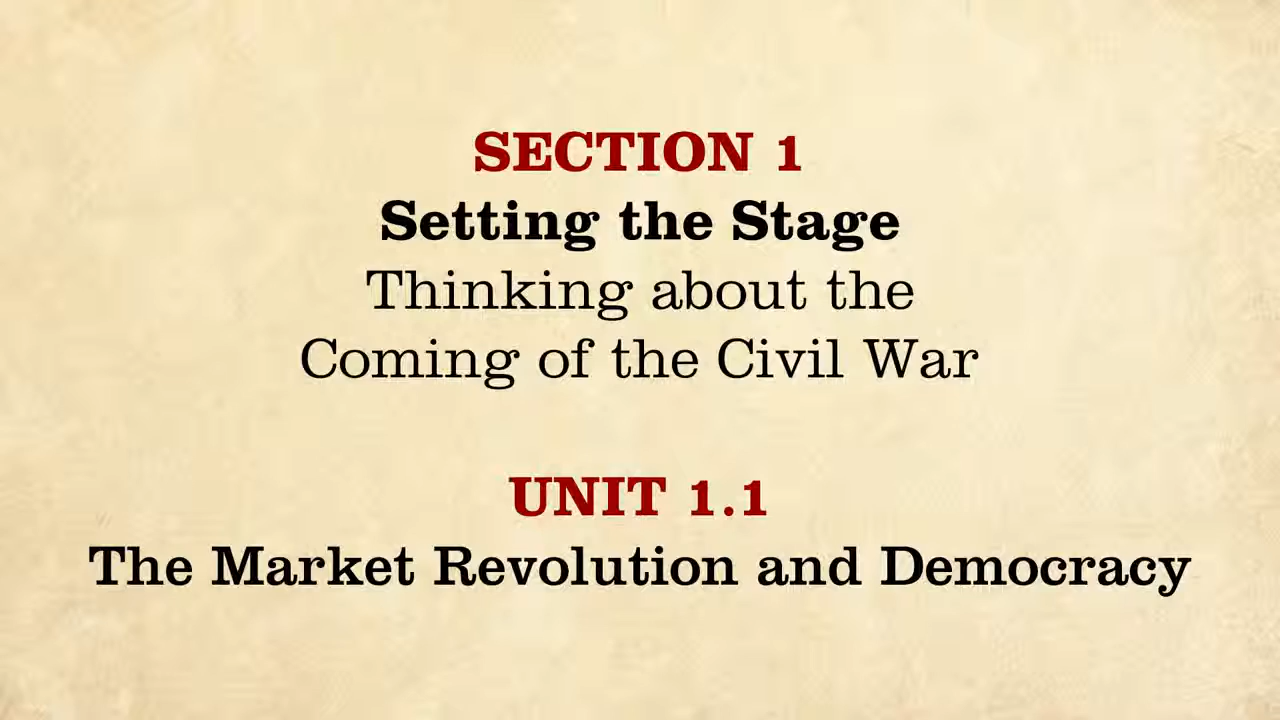 SECTION 1
Setting the Stage
Thinking about the
Coming of the Civil War
UNIT 1.1
The Market Revolution and Democracy